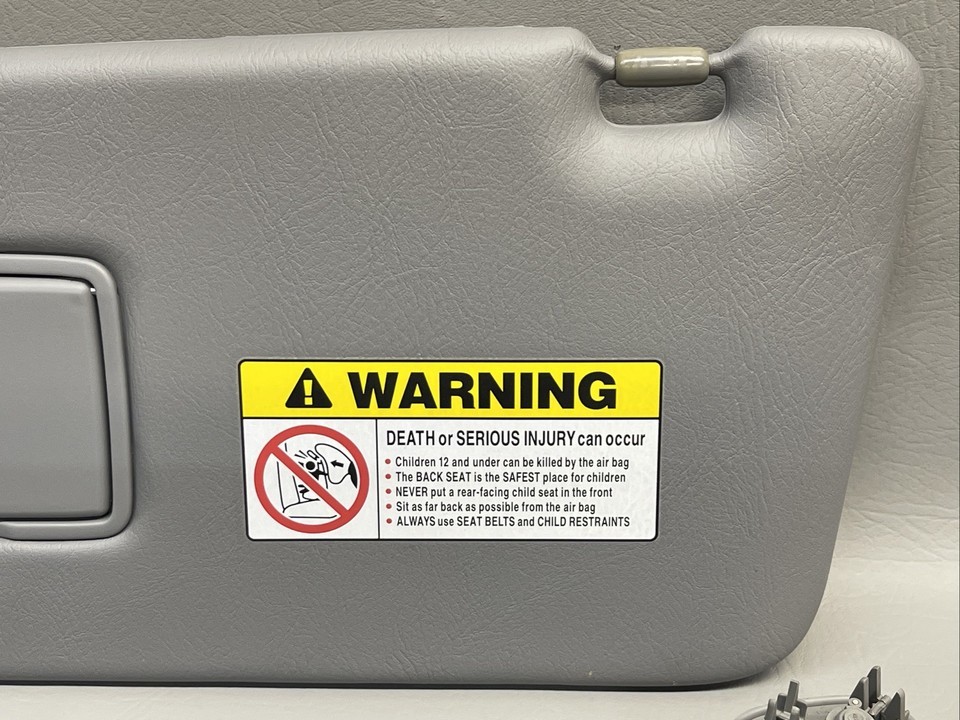 WARNING
DEATH or SERIOUS INJURY can occur
• Children 12 and under can be killed by the air bag
• The BACK SEAT is the SAFEST place for children
• NEVER put a rear-facing child seat in the front
• Sit as far back as possible from the air bag
• ALWAYS use SEAT BELTS and CHILD RESTRAINTS